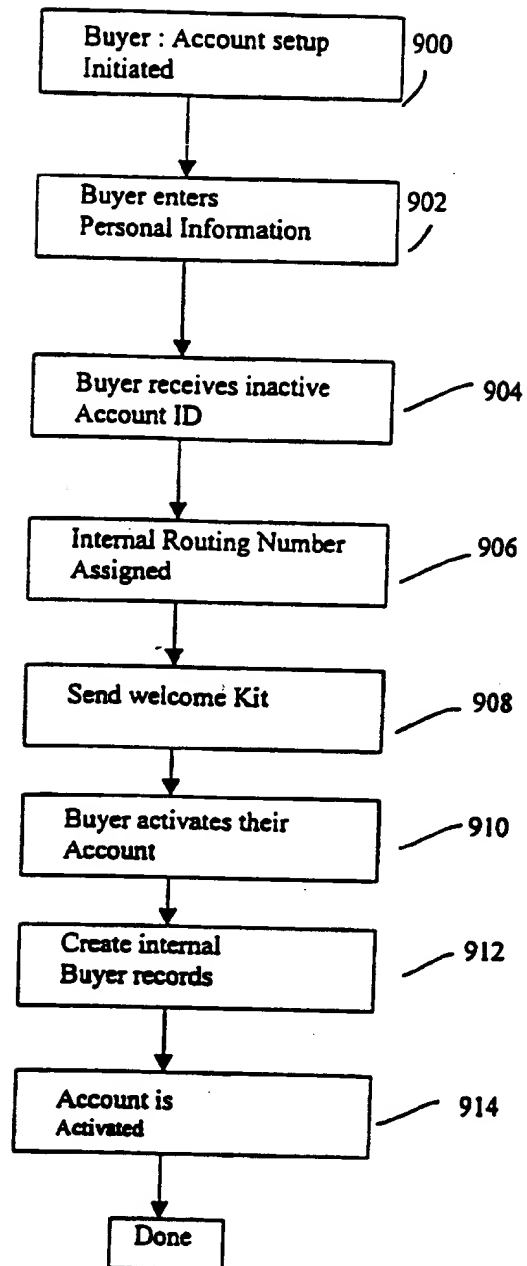 Buyer : Account setup
Initiated
900
Buyer enters
Personal Information
902
Buyer receives inactive
Account ID
904
Internal Routing Number
Assigned
906
Send welcome Kit
908
Buyer activates their
Account
910
Create internal
Buyer records
912
Account is
Activated
914
Done